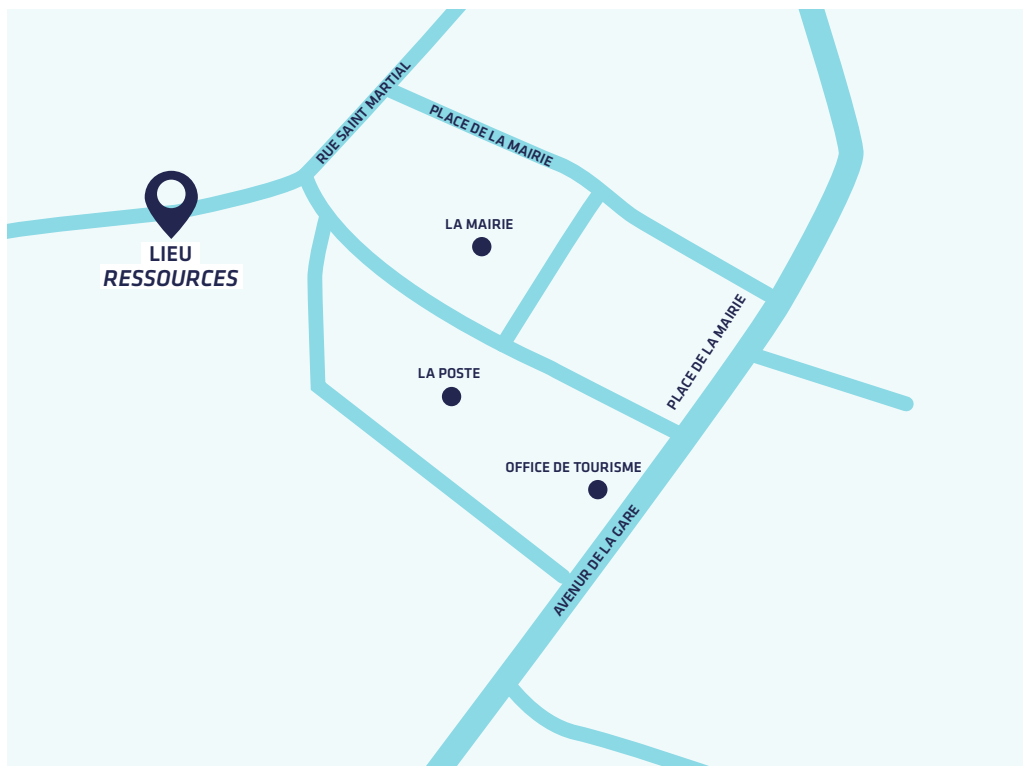 RUE SAINT MARTIAL
PLACE DE LA MAIRIE
LA MAIRIE
LIEU
RESSOURCES
PLACE DE LA MAIRIE
LA POSTE
OFFICE DE TOURISME
AVENUR DE LA GARE